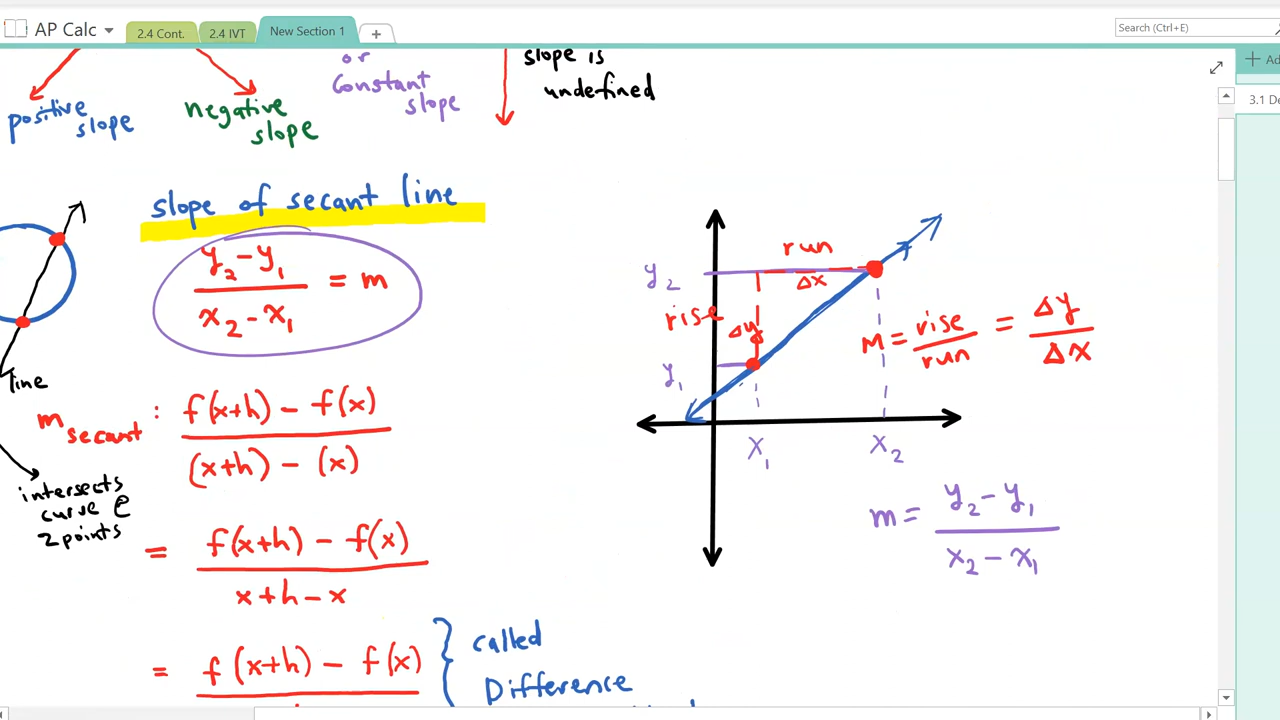 AP Calc
2.4 Cont.
2.4 IVT
New Section 1
Search (Ctrl+E)
Ad
3.1 De
positive
slope
negative
slope
or
Constant
slope
slope is
undefined
slope of secant line
y₂-y₁
x₂-x₁
= m
line
intersects
curve @
2 points
m secant : f(x+h) - f(x)
(x+h) - (x)
= f(x+h) - f(x)
x+h-x
= f(x+h) - f(x)
called
Difference
run
Δx
y₂
rise
Δy
y₁
x₁
x₂
M = rise
run
= Δy
Δx
m = y₂ - y₁
x₂ - x₁